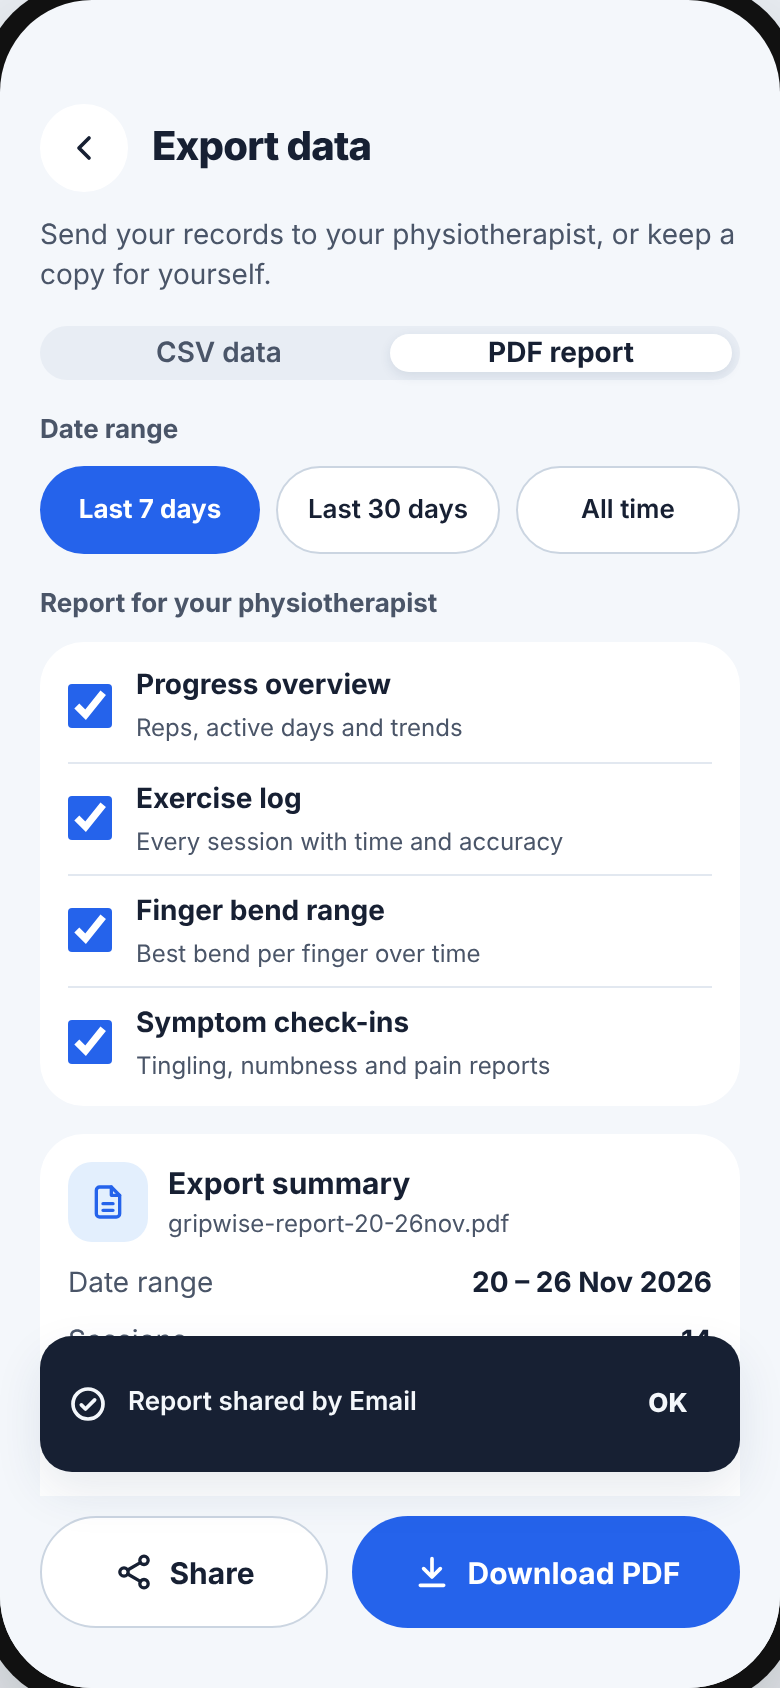 Export data
Send your records to your physiotherapist, or keep a
copy for yourself.
CSV data
PDF report
Date range
Last 7 days
Last 30 days
All time
Report for your physiotherapist
Progress overview
Reps, active days and trends
Exercise log
Every session with time and accuracy
Finger bend range
Best bend per finger over time
Symptom check-ins
Tingling, numbness and pain reports
Export summary
gripwise-report-20-26nov.pdf
Date range
20 – 26 Nov 2026
Sessions
14
Report shared by Email
OK
Share
Download PDF